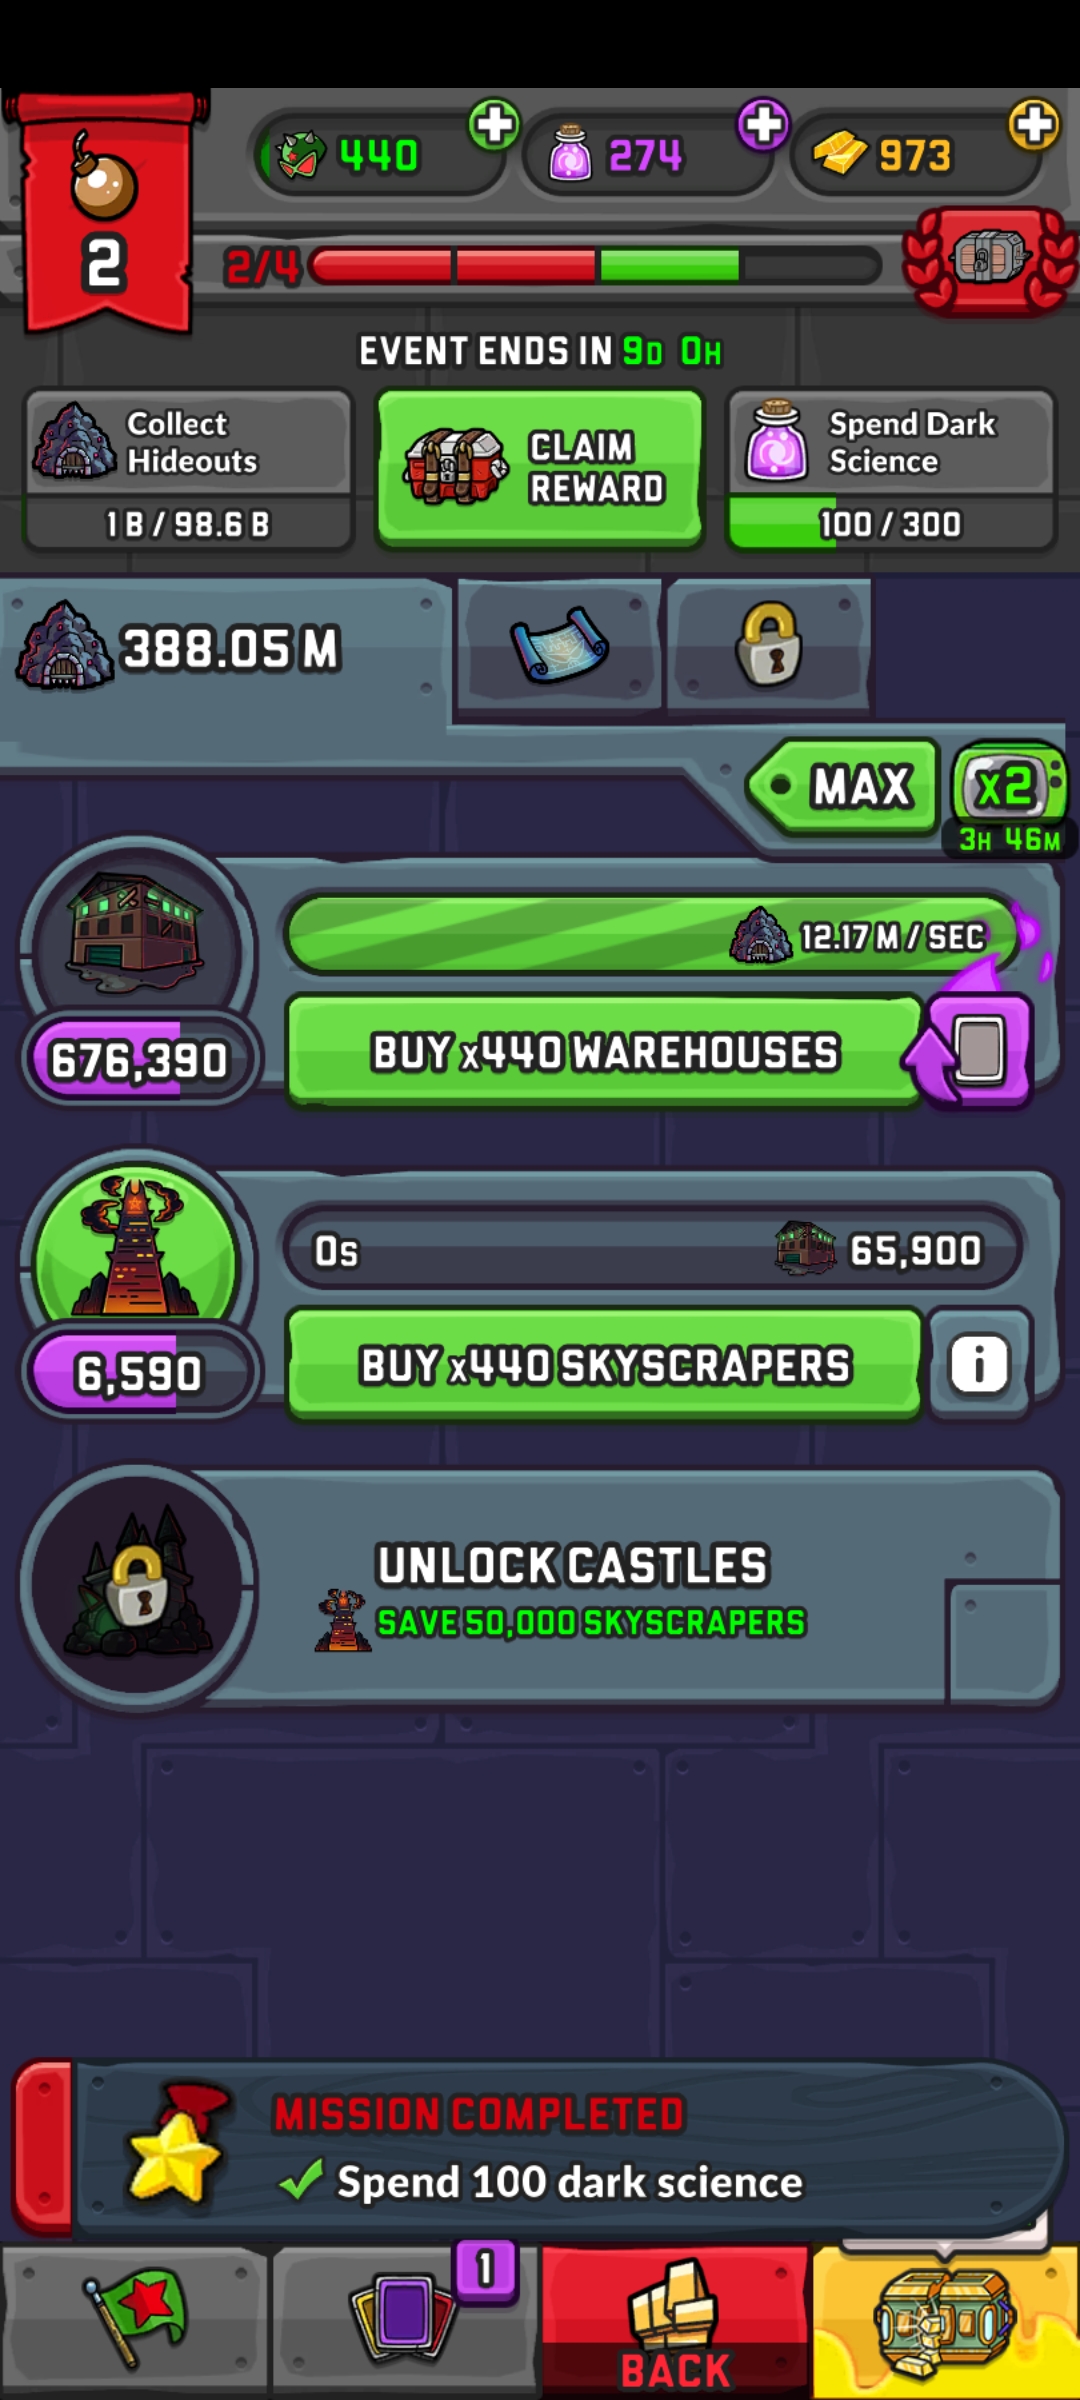 440
274
973
2
2/4
EVENT ENDS IN 9D 0H
Collect
Hideouts
1 B / 98.6 B
CLAIM
REWARD
Spend Dark
Science
100 / 300
388.05 M
MAX
x2
3H 46M
12.17 M / SEC
676,390
BUY x440 WAREHOUSES
0s
65,900
6,590
BUY x440 SKYSCRAPERS
i
UNLOCK CASTLES
SAVE 50,000 SKYSCRAPERS
MISSION COMPLETED
Spend 100 dark science
1
BACK